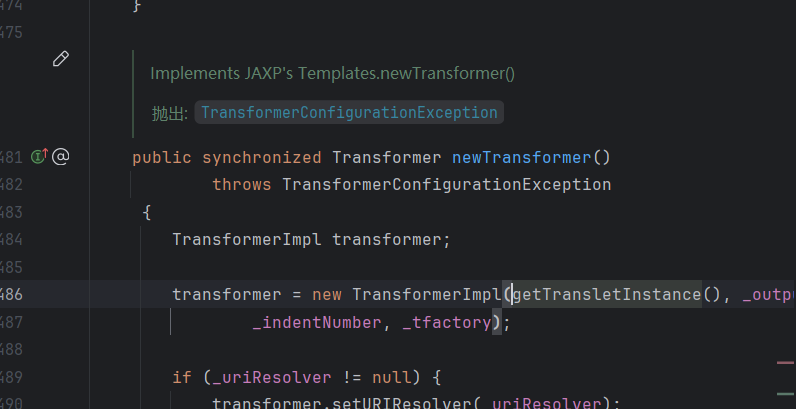 474 }
475
Implements JAXP's Templates.newTransformer()
抛出: TransformerConfigurationException
481 public synchronized Transformer newTransformer()
482 throws TransformerConfigurationException
483 {
484 TransformerImpl transformer;
485
486 transformer = new TransformerImpl(getTransletInstance(), _outp
487 _indentNumber, _tfactory);
488
489 if (_uriResolver != null) {
490 transformer.setURIResolver(_uriResolver);